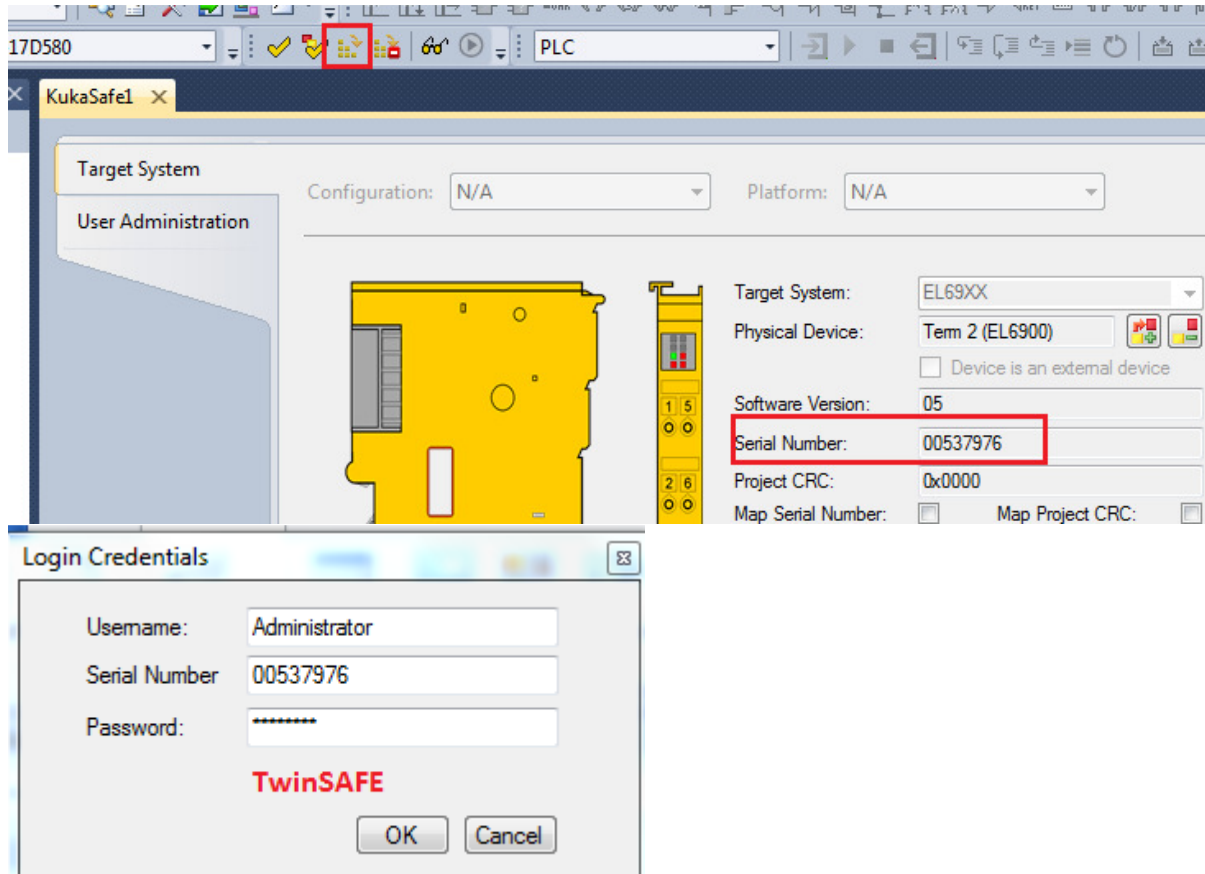 17D580 PLC
KukaSafe1
Target System
Configuration: N/A Platform: N/A
User Administration
Target System: EL69XX
Physical Device: Term 2 (EL6900)
Device is an external device
1 5
Software Version: 05
Serial Number: 00537976
2 6
Project CRC: 0x0000
Map Serial Number: Map Project CRC:
Login Credentials
Username: Administrator
Serial Number 00537976
Password: ********
TwinSAFE
OK Cancel